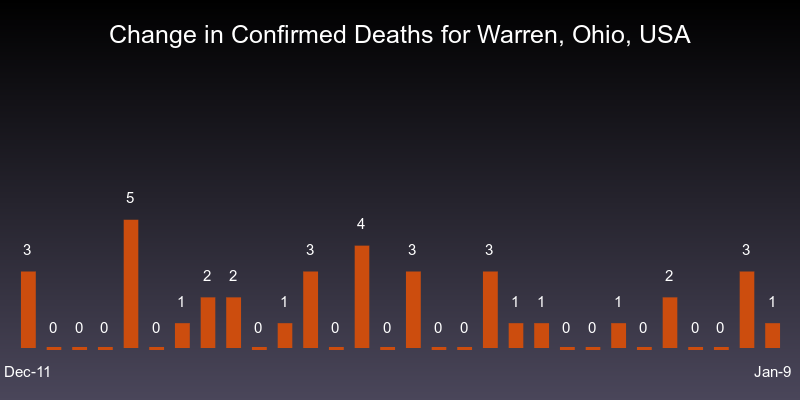 Change in Confirmed Deaths for Warren, Ohio, USA
5
4
3 3 3 3 3
2 2 2
1 1 1 1 1 1
0 0 0 0 0 0 0 0 0 0 0 0 0 0 0
Dec-11 Jan-9